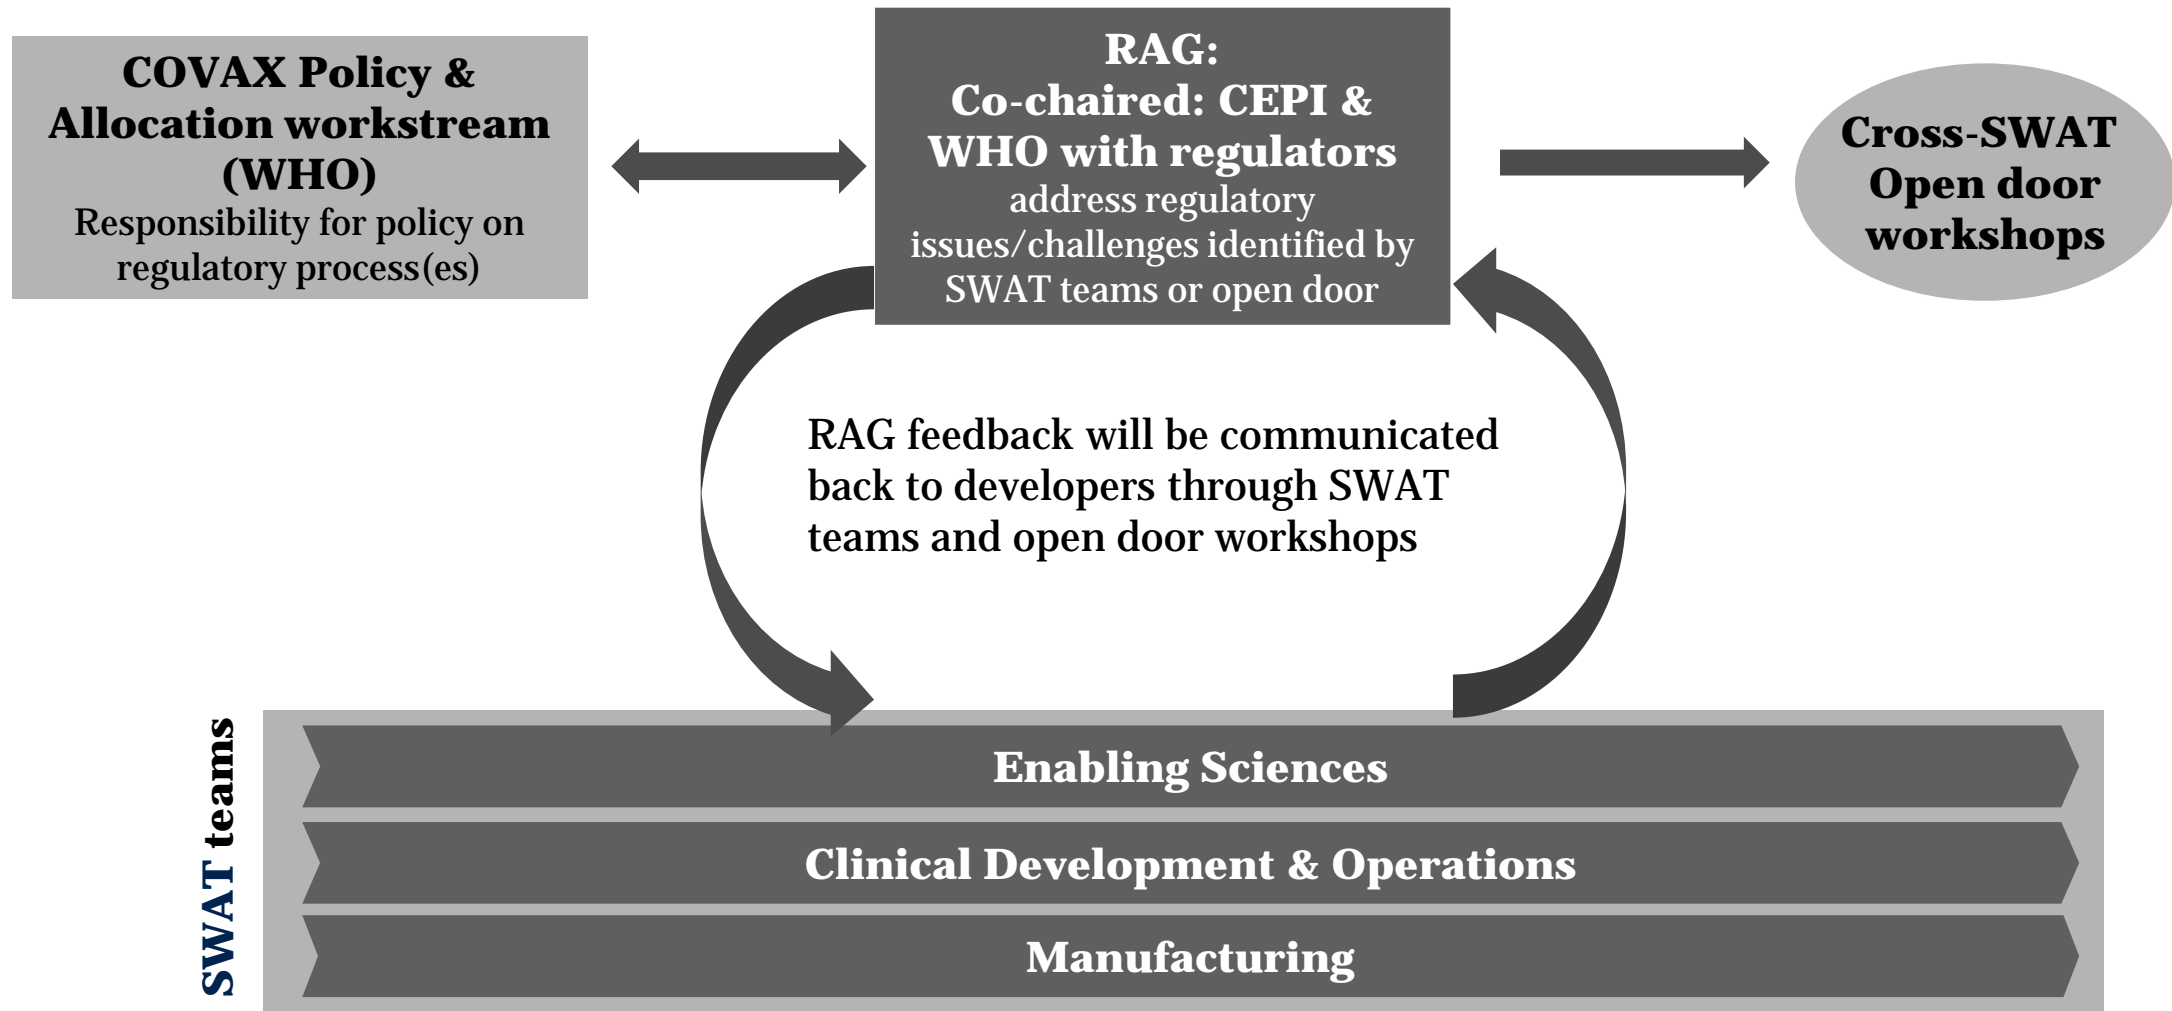 COVAX Policy &
Allocation workstream
(WHO)
Responsibility for policy on
regulatory process(es)
RAG:
Co-chaired: CEPI &
WHO with regulators
address regulatory
issues/challenges identified by
SWAT teams or open door
Cross-SWAT
Open door
workshops
RAG feedback will be communicated
back to developers through SWAT
teams and open door workshops
SWAT teams
Enabling Sciences
Clinical Development & Operations
Manufacturing